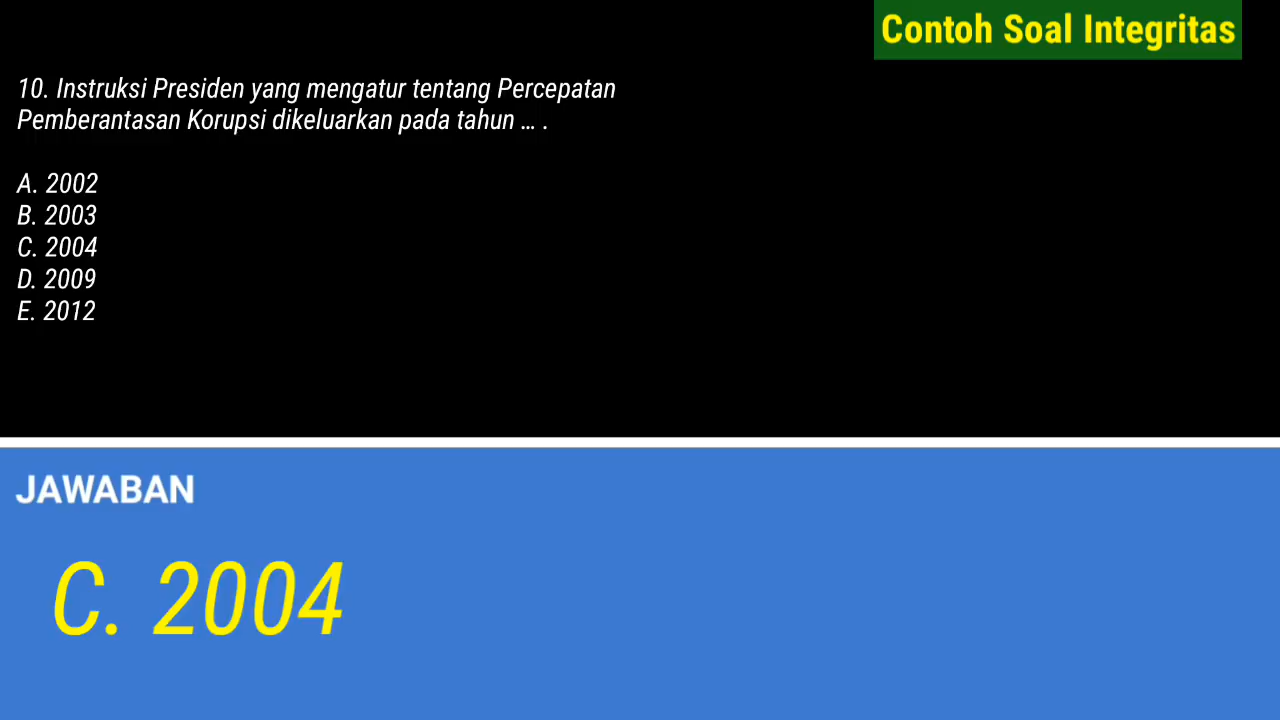 Contoh Soal Integritas
10. Instruksi Presiden yang mengatur tentang Percepatan
Pemberantasan Korupsi dikeluarkan pada tahun ... .
A. 2002
B. 2003
C. 2004
D. 2009
E. 2012
JAWABAN
C. 2004